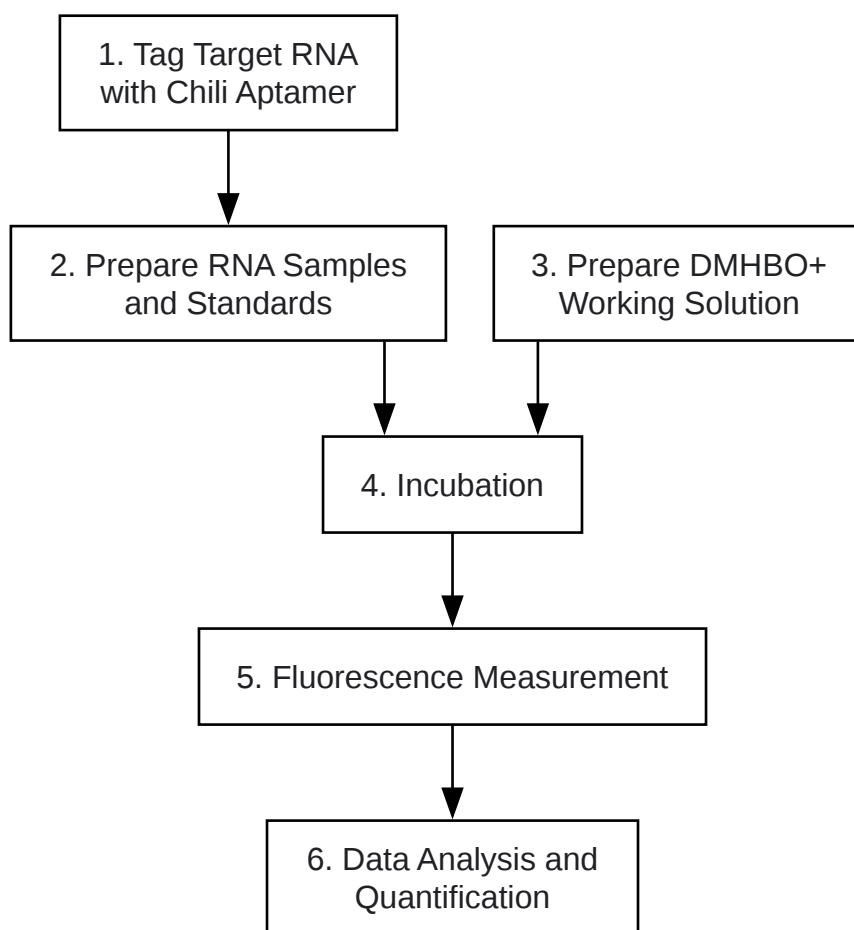 1. Tag Target RNA
with Chili Aptamer
2. Prepare RNA Samples
and Standards
3. Prepare DMHBO+
Working Solution
4. Incubation
5. Fluorescence Measurement
6. Data Analysis and
Quantification